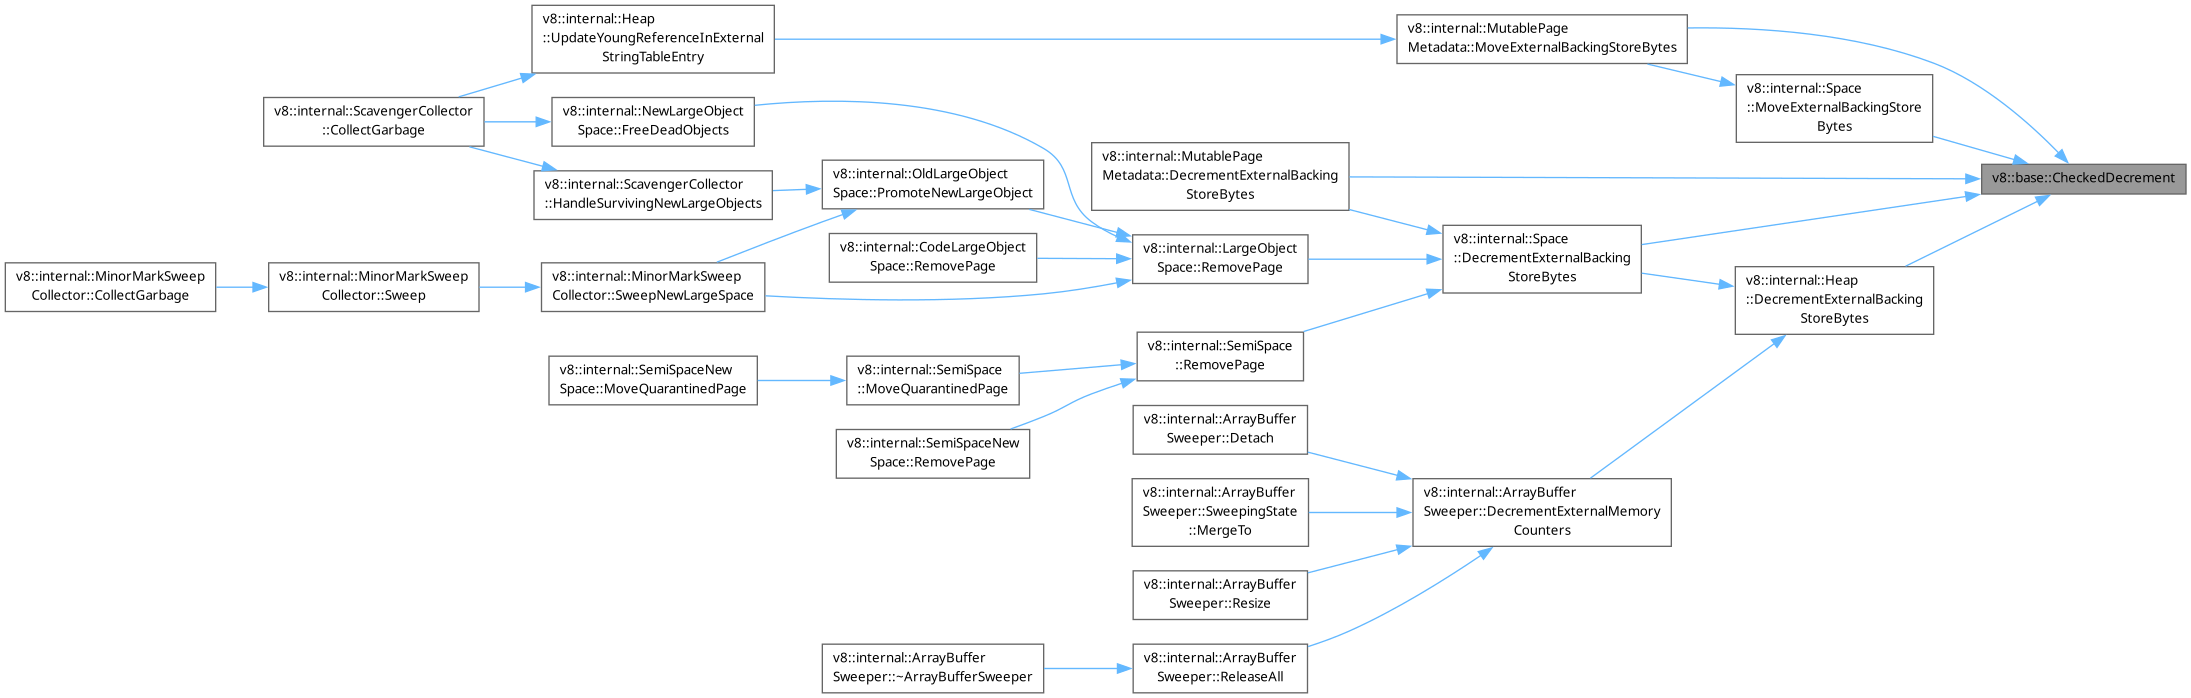 v8::internal::Heap
::UpdateYoungReferenceInExternal
StringTableEntry
v8::internal::MutablePage
Metadata::MoveExternalBackingStoreBytes
v8::internal::Space
::MoveExternalBackingStore
Bytes
v8::internal::ScavengerCollector
::CollectGarbage
v8::internal::NewLargeObject
Space::FreeDeadObjects
v8::internal::MutablePage
Metadata::DecrementExternalBacking
StoreBytes
v8::internal::OldLargeObject
Space::PromoteNewLargeObject
v8::base::CheckedDecrement
v8::internal::ScavengerCollector
::HandleSurvivingNewLargeObjects
v8::internal::CodeLargeObject
Space::RemovePage
v8::internal::LargeObject
Space::RemovePage
v8::internal::Space
::DecrementExternalBacking
StoreBytes
v8::internal::MinorMarkSweep
Collector::CollectGarbage
v8::internal::MinorMarkSweep
Collector::Sweep
v8::internal::MinorMarkSweep
Collector::SweepNewLargeSpace
v8::internal::Heap
::DecrementExternalBacking
StoreBytes
v8::internal::SemiSpace
::RemovePage
v8::internal::SemiSpaceNew
Space::MoveQuarantinedPage
v8::internal::SemiSpace
::MoveQuarantinedPage
v8::internal::ArrayBuffer
Sweeper::Detach
v8::internal::SemiSpaceNew
Space::RemovePage
v8::internal::ArrayBuffer
Sweeper::SweepingState
::MergeTo
v8::internal::ArrayBuffer
Sweeper::DecrementExternalMemory
Counters
v8::internal::ArrayBuffer
Sweeper::Resize
v8::internal::ArrayBuffer
Sweeper::~ArrayBufferSweeper
v8::internal::ArrayBuffer
Sweeper::ReleaseAll